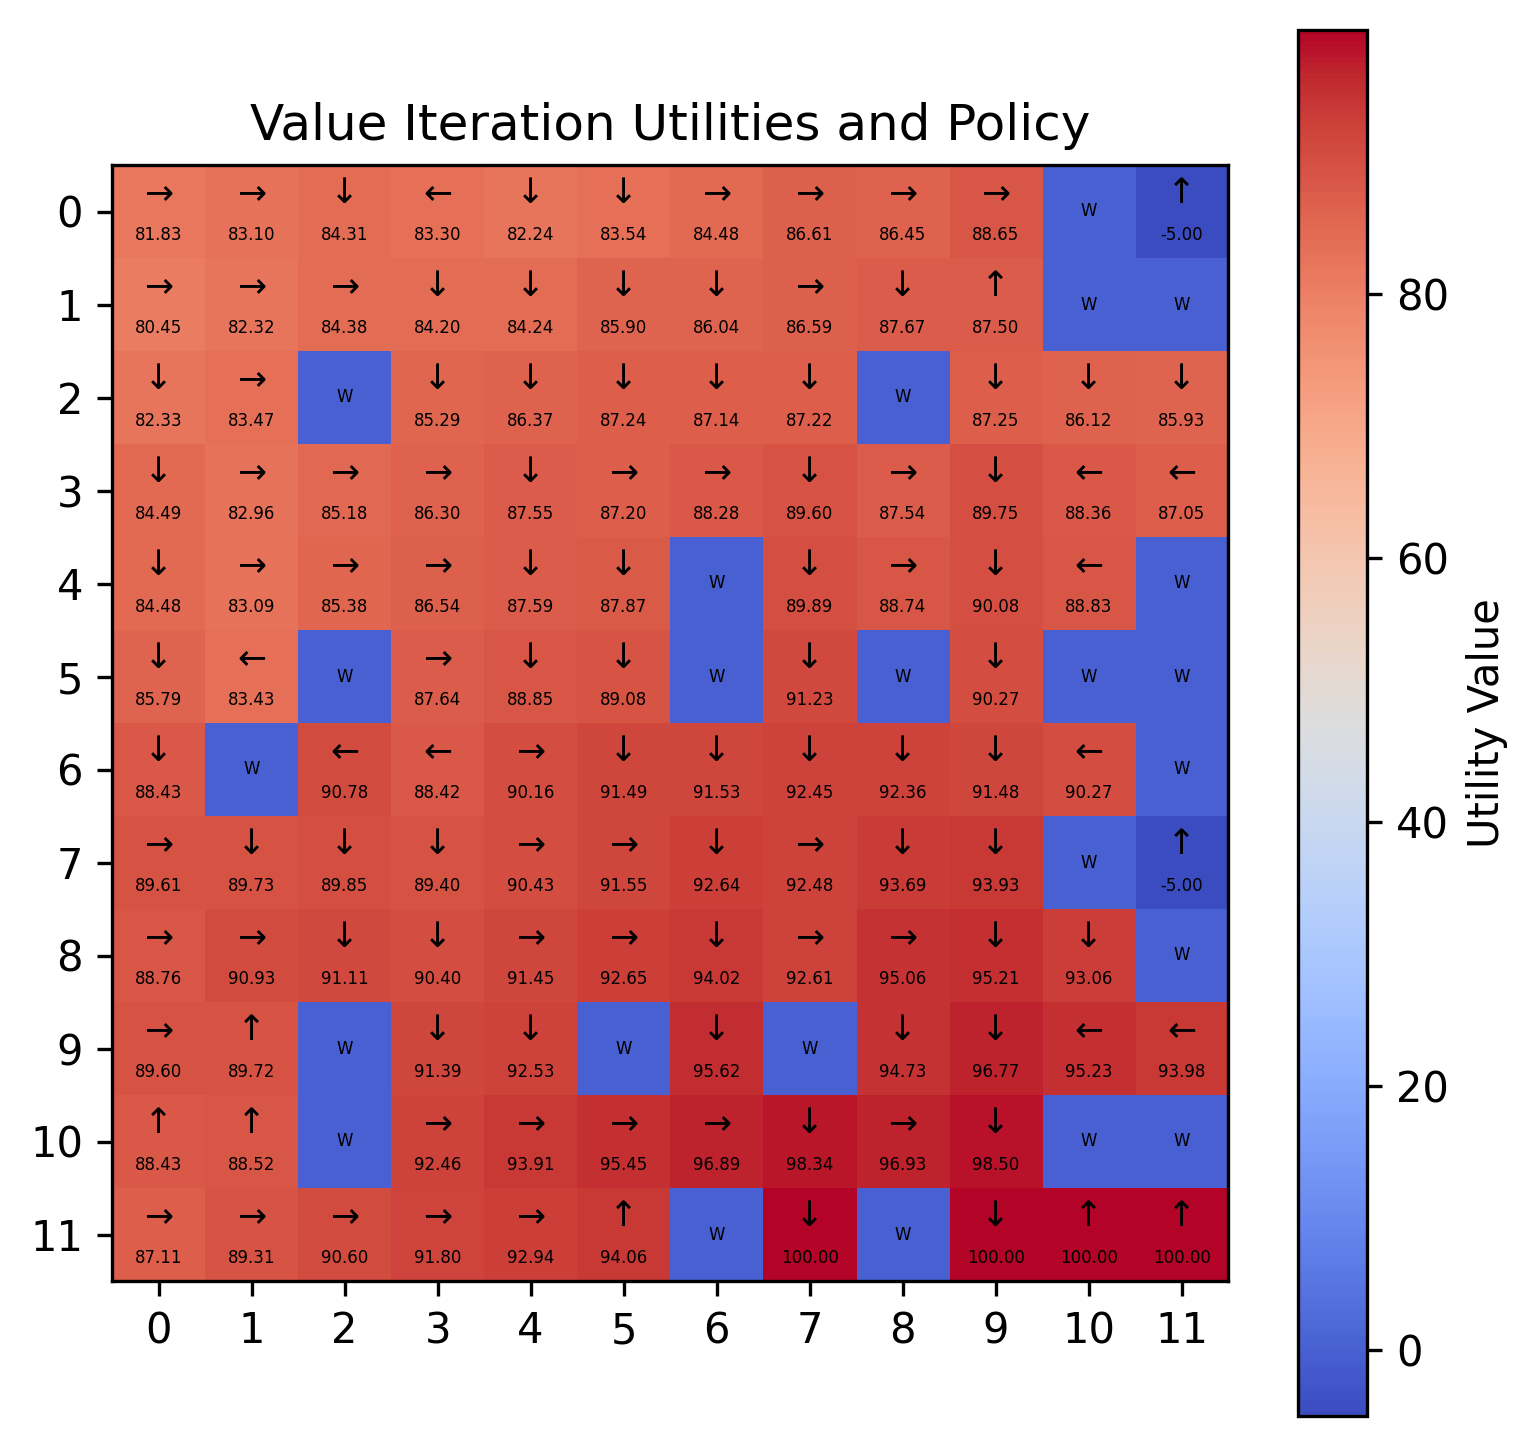 Value Iteration Utilities and Policy
0 → → ↓ ← ↓ ↓ → → → → W ↑
81.83 83.10 84.31 83.30 82.24 83.54 84.48 86.61 86.45 88.65 -5.00
1 → → → ↓ ↓ ↓ ↓ → ↓ ↑ W W
80.45 82.32 84.38 84.20 84.24 85.90 86.04 86.59 87.67 87.50
2 ↓ → W ↓ ↓ ↓ ↓ ↓ W ↓ ↓ ↓
82.33 83.47 85.29 86.37 87.24 87.14 87.22 87.25 86.12 85.93
3 ↓ → → → ↓ → → ↓ → ↓ ← ←
84.49 82.96 85.18 86.30 87.55 87.20 88.28 89.60 87.54 89.75 88.36 87.05
4 ↓ → → → ↓ ↓ W ↓ → ↓ ← W
84.48 83.09 85.38 86.54 87.59 87.87 89.89 88.74 90.08 88.83
5 ↓ ← W → ↓ ↓ W ↓ W ↓ W W
85.79 83.43 87.64 88.85 89.08 91.23 90.27
6 ↓ W ← ← → ↓ ↓ ↓ ↓ ↓ ← W
88.43 90.78 88.42 90.16 91.49 91.53 92.45 92.36 91.48 90.27
7 → ↓ ↓ ↓ → → ↓ → ↓ ↓ W ↑
89.61 89.73 89.85 89.40 90.43 91.55 92.64 92.48 93.69 93.93 -5.00
8 → → ↓ ↓ → → ↓ → → ↓ ↓ W
88.76 90.93 91.11 90.40 91.45 92.65 94.02 92.61 95.06 95.21 93.06
9 → ↑ W ↓ ↓ W ↓ W ↓ ↓ ← ←
89.60 89.72 91.39 92.53 95.62 94.73 96.77 95.23 93.98
10 ↑ ↑ W → → → → ↓ → ↓ W W
88.43 88.52 92.46 93.91 95.45 96.89 98.34 96.93 98.50
11 → → → → → ↑ W ↓ W ↓ ↑ ↑
87.11 89.31 90.60 91.80 92.94 94.06 100.00 100.00 100.00 100.00
0 1 2 3 4 5 6 7 8 9 10 11
80
60
40
20
0
Utility Value